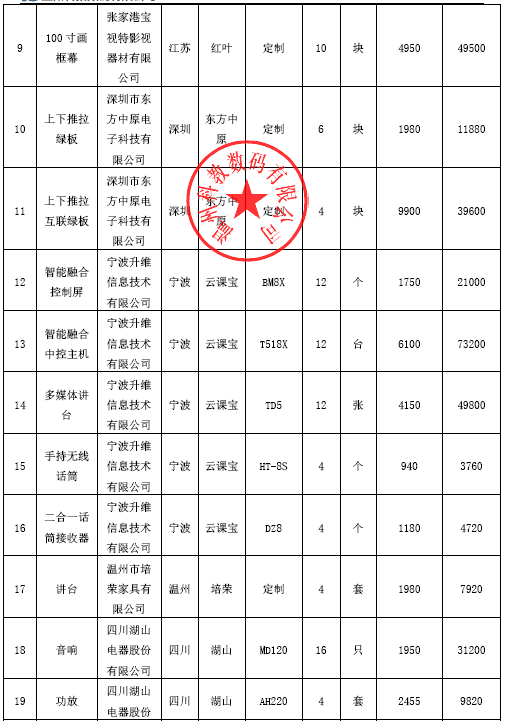 9 100寸画框幕 张家港宝视特影视器材有限公司 江苏 红叶 定制 10 块 4950 49500
10 上下推拉绿板 深圳市东方中原电子科技有限公司 深圳 东方中原 定制 6 块 1980 11880
11 上下推拉互联绿板 深圳市东方中原电子科技有限公司 深圳 东方中原 定制 4 块 9900 39600
12 智能融合控制屏 宁波升维信息技术有限公司 宁波 云课宝 BM8X 12 个 1750 21000
13 智能融合中控主机 宁波升维信息技术有限公司 宁波 云课宝 T518X 12 台 6100 73200
14 多媒体讲台 宁波升维信息技术有限公司 宁波 云课宝 TD5 12 张 4150 49800
15 手持无线话筒 宁波升维信息技术有限公司 宁波 云课宝 HT-8S 4 个 940 3760
16 二合一话筒接收器 宁波升维信息技术有限公司 宁波 云课宝 DZ8 4 个 1180 4720
17 讲台 温州市培荣家具有限公司 温州 培荣 定制 4 套 1980 7920
18 音响 四川湖山电器股份有限公司 四川 湖山 MD120 16 只 1950 31200
19 功放 四川湖山电器股份 四川 湖山 AH220 4 套 2455 9820
温州科教数码有限公司